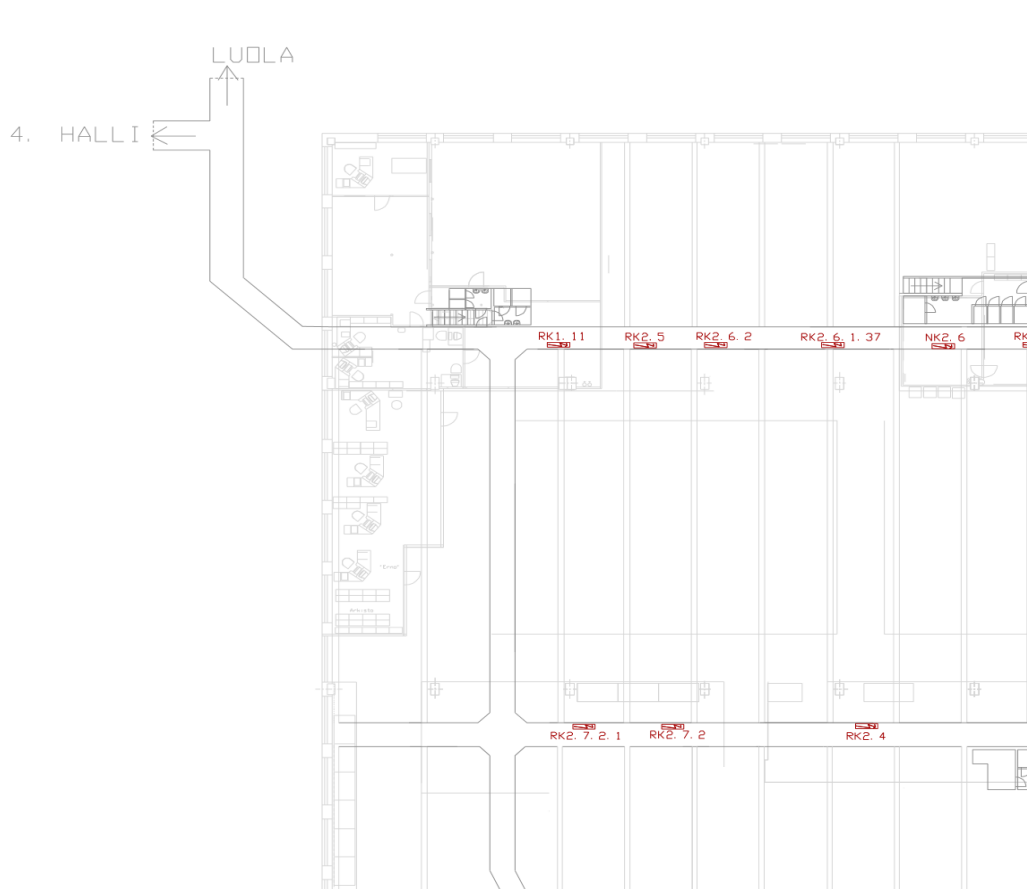 LUOLA
4. HALLI
RK1. 11
RK2. 5
RK2. 6. 2
RK2. 6. 1. 37
NK2. 6
RK
RK2. 7. 2. 1
RK2. 7. 2
RK2. 4